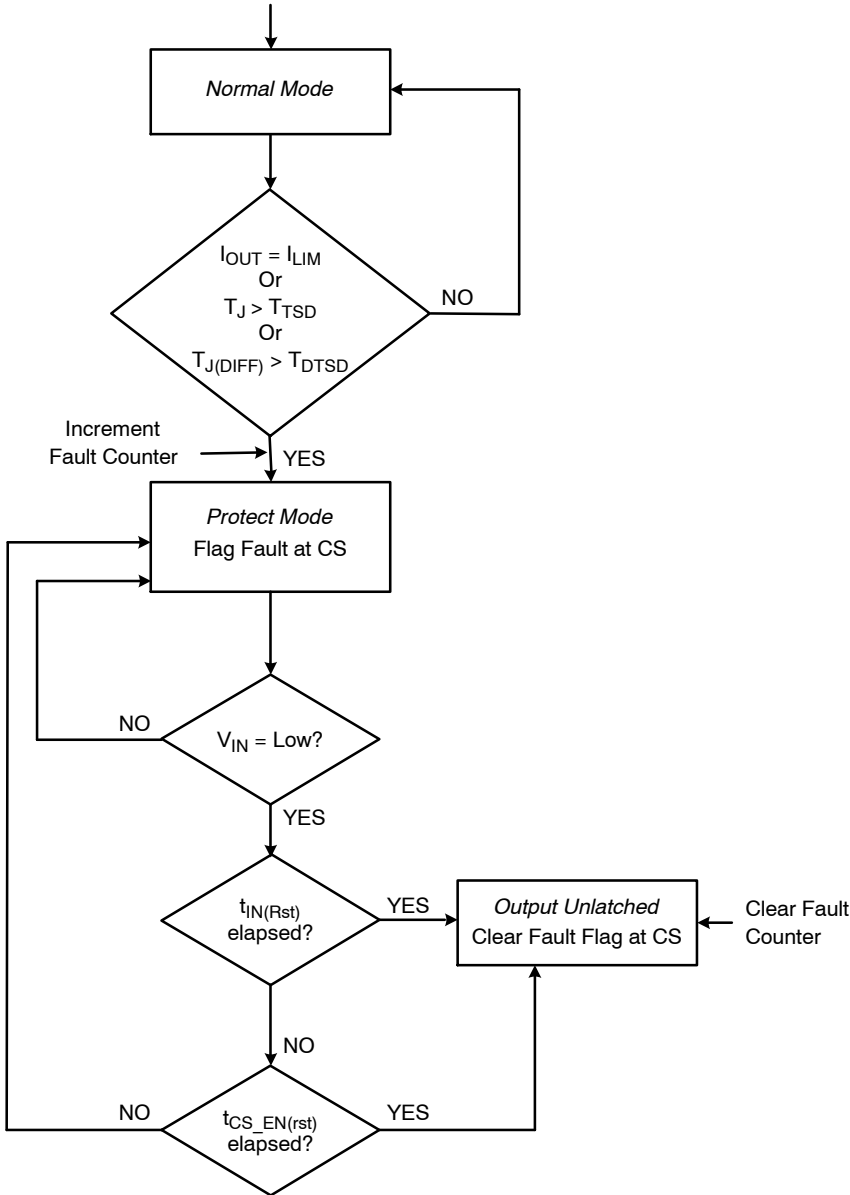 Normal Mode
I_OUT = I_LIM
Or
T_J > T_TSD
Or
T_J(DIFF) > T_DTSD
NO
Increment
Fault Counter
YES
Protect Mode
Flag Fault at CS
NO
V_IN = Low?
YES
t_IN(Rst)
elapsed?
YES
Output Unlatched
Clear Fault Flag at CS
Clear Fault
Counter
NO
NO
t_CS_EN(rst)
elapsed?
YES